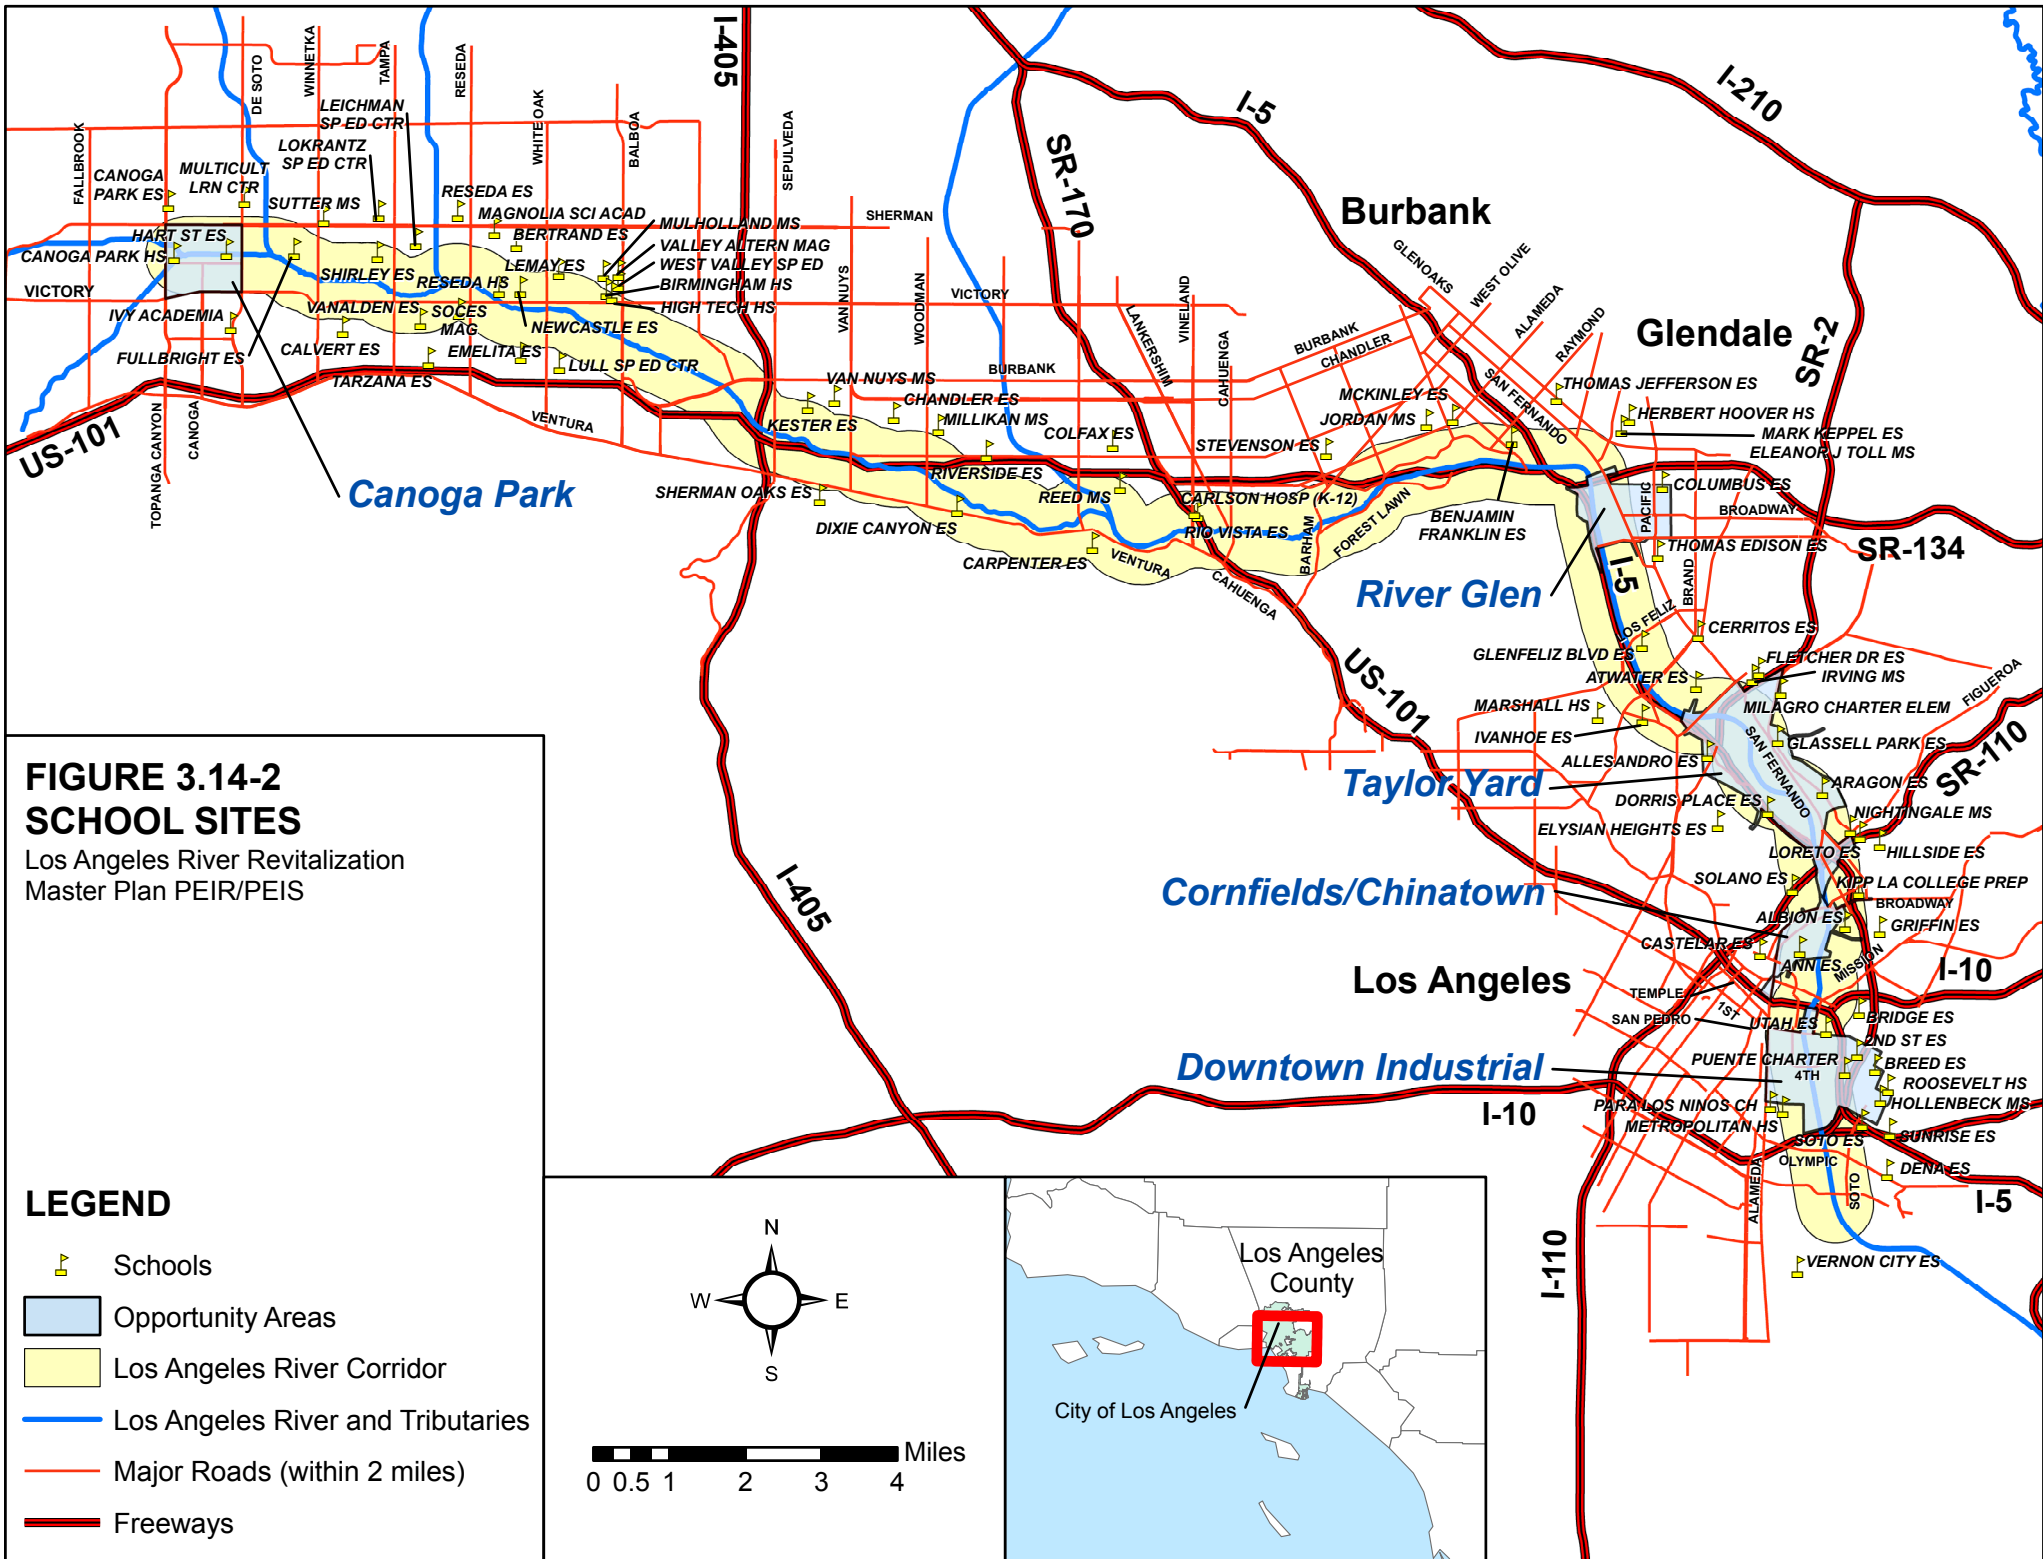 I-405
I-5
I-210
SR-170
SR-2
Burbank
Glendale
FALLBROOK
DE SOTO
WINNETKA
TAMPA
RESEDA
WHITE OAK
BALBOA
SEPULVEDA
LEICHMAN
SP ED CTR
LOKRANTZ
SP ED CTR
CANOGA
PARK ES
MULTICULT
LRN CTR
SUTTER MS
RESEDA ES
MAGNOLIA SCI ACAD
BERTRAND ES
MULHOLLAND MS
VALLEY ALTERN MAG
WEST VALLEY SP ED
BIRMINGHAM HS
HIGH TECH HS
SHERMAN
HART ST ES
CANOGA PARK HS
SHIRLEY ES
RESEDA HS
LEMAY ES
VICTORY
VICTORY
IVY ACADEMIA
VANALDEN ES
SOCES
MAG
NEWCASTLE ES
FULLBRIGHT ES
CALVERT ES
EMELITA ES
LULL SP ED CTR
TARZANA ES
US-101
TOPANGA CANYON
CANOGA
VENTURA
Canoga Park
VAN NUYS
WOODMAN
LANKERSHIM
VINELAND
CAHUENGA
BURBANK
BURBANK
CHANDLER
GLENOAKS
WEST OLIVE
ALAMEDA
RAYMOND
SAN FERNANDO
VAN NUYS MS
CHANDLER ES
KESTER ES
MILLIKAN MS
COLFAX ES
MCKINLEY ES
JORDAN MS
STEVENSON ES
THOMAS JEFFERSON ES
HERBERT HOOVER HS
MARK KEPPEL ES
ELEANOR J TOLL MS
SHERMAN OAKS ES
RIVERSIDE ES
REED MS
CARLSON HOSP (K-12)
DIXIE CANYON ES
RIO VISTA ES
CARPENTER ES
VENTURA
CAHUENGA
BARHAM
FOREST LAWN
BENJAMIN
FRANKLIN ES
COLUMBUS ES
PACIFIC
BROADWAY
THOMAS EDISON ES
SR-134
I-5
BRAND
River Glen
LOS FELIZ
CERRITOS ES
GLENFELIZ BLVD ES
FLETCHER DR ES
IRVING MS
ATWATER ES
US-101
MARSHALL HS
MILAGRO CHARTER ELEM
FIGUEROA
IVANHOE ES
SAN FERNANDO
GLASSELL PARK ES
SR-110
ALLESANDRO ES
Taylor Yard
ARAGON ES
DORRIS PLACE ES
NIGHTINGALE MS
ELYSIAN HEIGHTS ES
LORETO ES
HILLSIDE ES
SOLANO ES
KIPP LA COLLEGE PREP
Cornfields/Chinatown
BROADWAY
ALBION ES
GRIFFIN ES
CASTELAR ES
ANN ES
MISSION
I-10
Los Angeles
TEMPLE
1ST
SAN PEDRO
UTAH ES
BRIDGE ES
2ND ST ES
PUENTE CHARTER
BREED ES
Downtown Industrial
4TH
ROOSEVELT HS
I-10
PARA LOS NINOS CH
HOLLENBECK MS
METROPOLITAN HS
SOTO ES
SUNRISE ES
OLYMPIC
DENA ES
ALAMEDA
SOTO
I-5
I-110
VERNON CITY ES
I-405
FIGURE 3.14-2
SCHOOL SITES
Los Angeles River Revitalization
Master Plan PEIR/PEIS
LEGEND
Schools
Opportunity Areas
Los Angeles River Corridor
Los Angeles River and Tributaries
Major Roads (within 2 miles)
Freeways
N
W
E
S
Miles
0 0.5 1 2 3 4
Los Angeles
County
City of Los Angeles